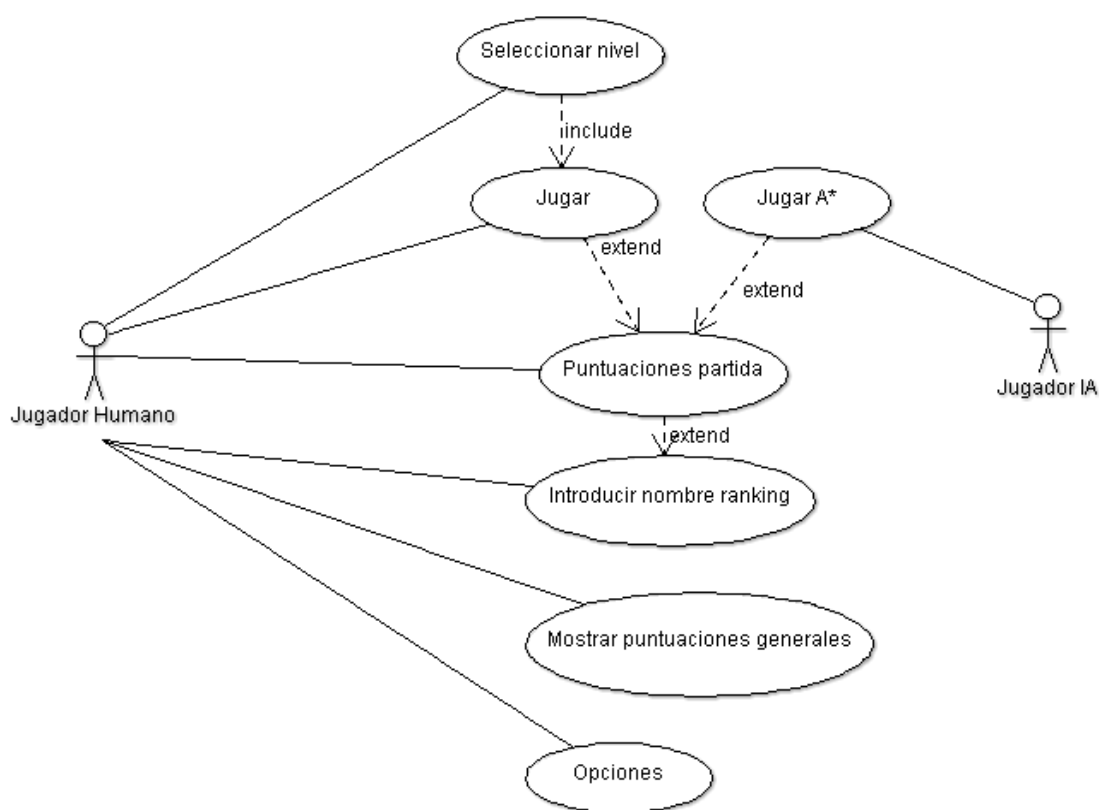 Seleccionar nivel
include
Jugar
Jugar A*
extend
extend
Puntuaciones partida
Jugador Humano
Jugador IA
extend
Introducir nombre ranking
Mostrar puntuaciones generales
Opciones